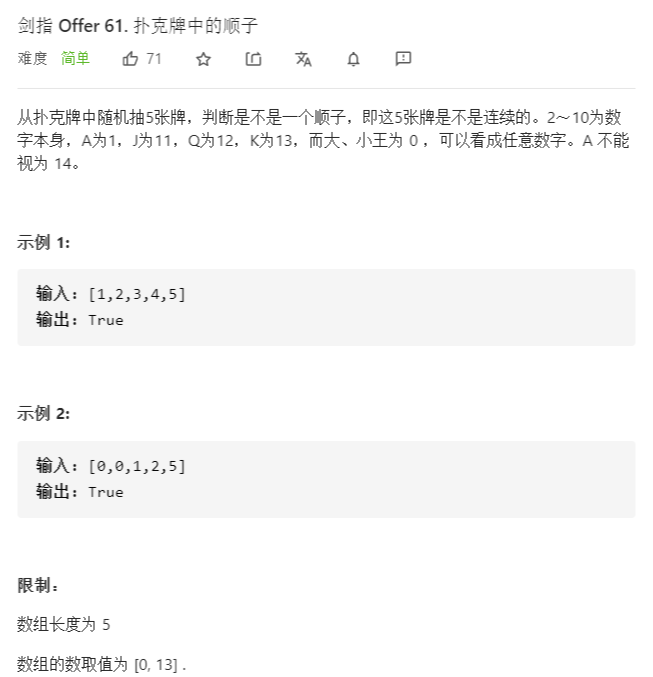 剑指 Offer 61. 扑克牌中的顺子
难度 简单 71
从扑克牌中随机抽5张牌，判断是不是一个顺子，即这5张牌是不是连续的。2～10为数
字本身，A为1，J为11，Q为12，K为13，而大、小王为 0 ，可以看成任意数字。A 不能
视为 14。
示例 1:
输入: [1,2,3,4,5]
输出: True
示例 2:
输入: [0,0,1,2,5]
输出: True
限制：
数组长度为 5
数组的数取值为 [0, 13] .